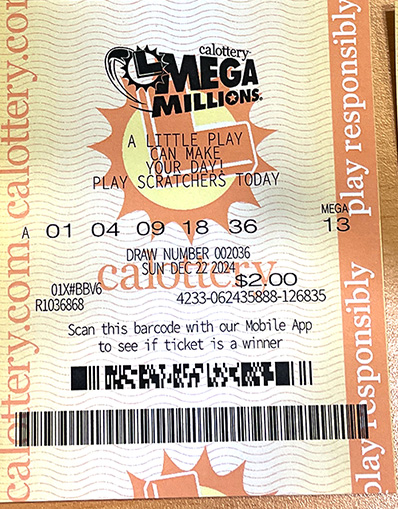 calottery
MEGA
MILLIONS
A LITTLE PLAY
CAN MAKE
YOUR DAY!
PLAY SCRATCHERS TODAY
MEGA
A 01 04 09 18 36 13
DRAW NUMBER 002036
SUN DEC 22 2024
calottery
$2.00
01X#BBV6
R1036868
4233-062435888-126835
Scan this barcode with our Mobile App
to see if ticket is a winner
calottery.com calottery.com
play responsibly
play responsibly